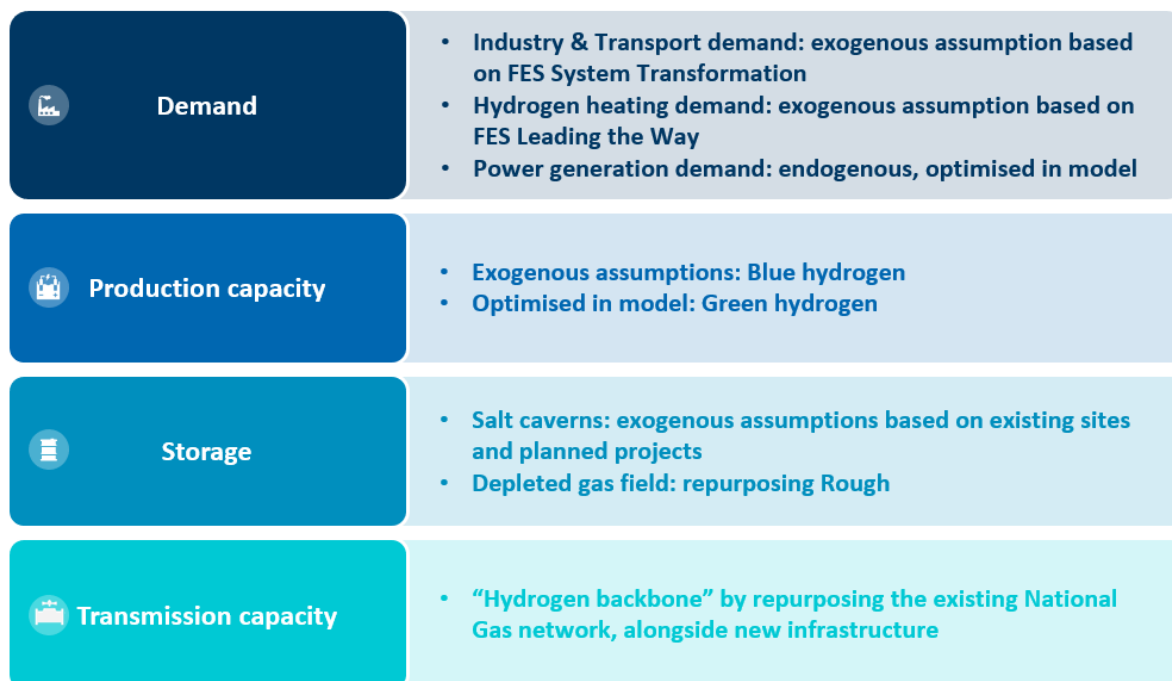 Demand
• Industry & Transport demand: exogenous assumption based
on FES System Transformation
• Hydrogen heating demand: exogenous assumption based on
FES Leading the Way
• Power generation demand: endogenous, optimised in model
Production capacity
• Exogenous assumptions: Blue hydrogen
• Optimised in model: Green hydrogen
Storage
• Salt caverns: exogenous assumptions based on existing sites
and planned projects
• Depleted gas field: repurposing Rough
Transmission capacity
• “Hydrogen backbone” by repurposing the existing National
Gas network, alongside new infrastructure